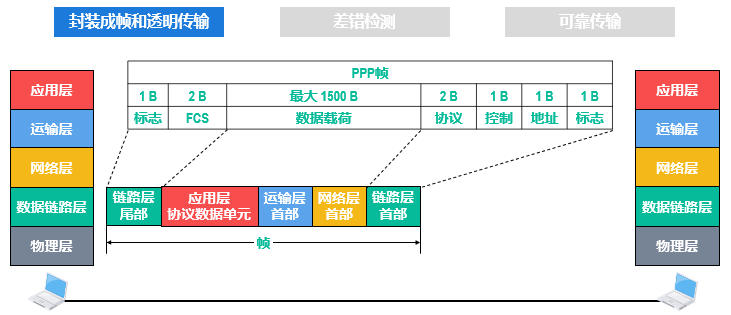 封装成帧和透明传输
差错检测
可靠传输
PPP帧
1 B 2 B 最大 1500 B 2 B 1 B 1 B 1 B
标志 FCS 数据载荷 协议 控制 地址 标志
应用层
运输层
网络层
数据链路层
物理层
链路层
尾部
应用层
协议数据单元
运输层
首部
网络层
首部
链路层
首部
帧
应用层
运输层
网络层
数据链路层
物理层